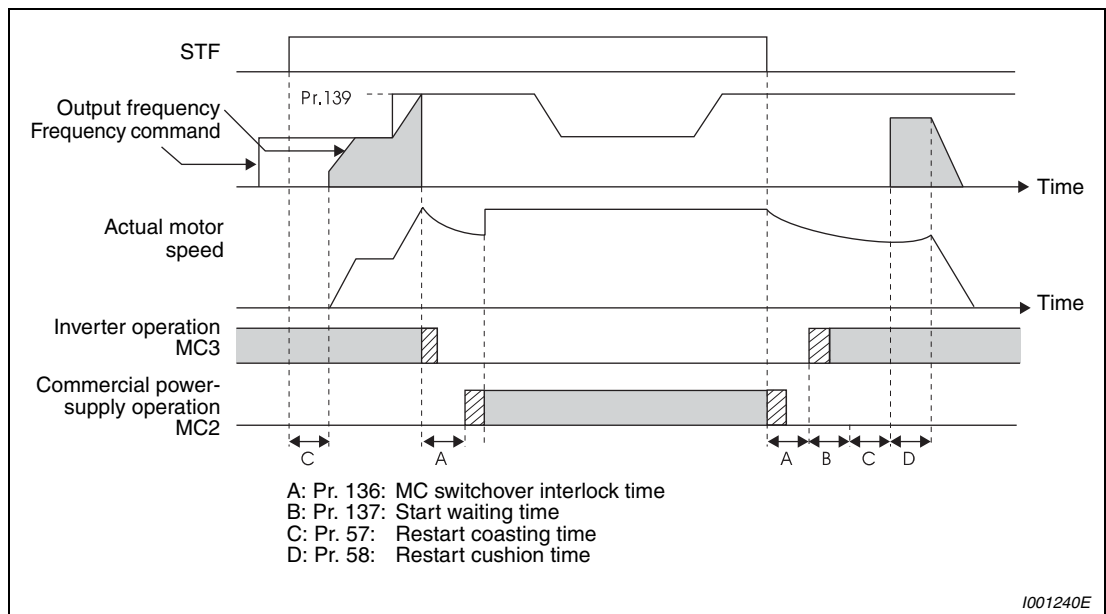 STF
Pr.139
Output frequency
Frequency command
Time
Actual motor
speed
Time
Inverter operation
MC3
Commercial power-
supply operation
MC2
C
A
A
B
C
D
A: Pr. 136: MC switchover interlock time
B: Pr. 137: Start waiting time
C: Pr. 57: Restart coasting time
D: Pr. 58: Restart cushion time
I001240E